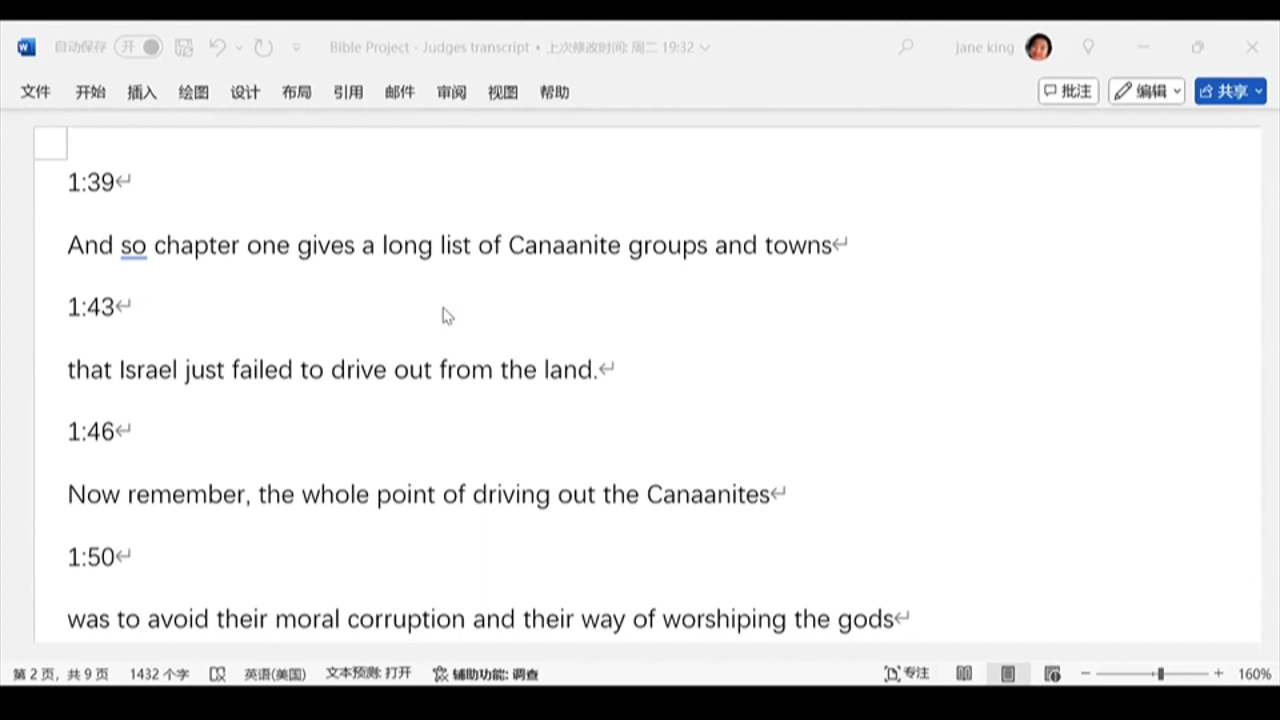 自动保存 开 Bible Project - Judges transcript • 上次修改时间: 周二 19:32 jane king
文件 开始 插入 绘图 设计 布局 引用 邮件 审阅 视图 帮助 批注 编辑 共享
1:39
And so chapter one gives a long list of Canaanite groups and towns
1:43
that Israel just failed to drive out from the land.
1:46
Now remember, the whole point of driving out the Canaanites
1:50
was to avoid their moral corruption and their way of worshiping the gods
第 2 页，共 9 页 1432 个字 英语(美国) 文本预测: 打开 辅助功能: 调查 专注 160%